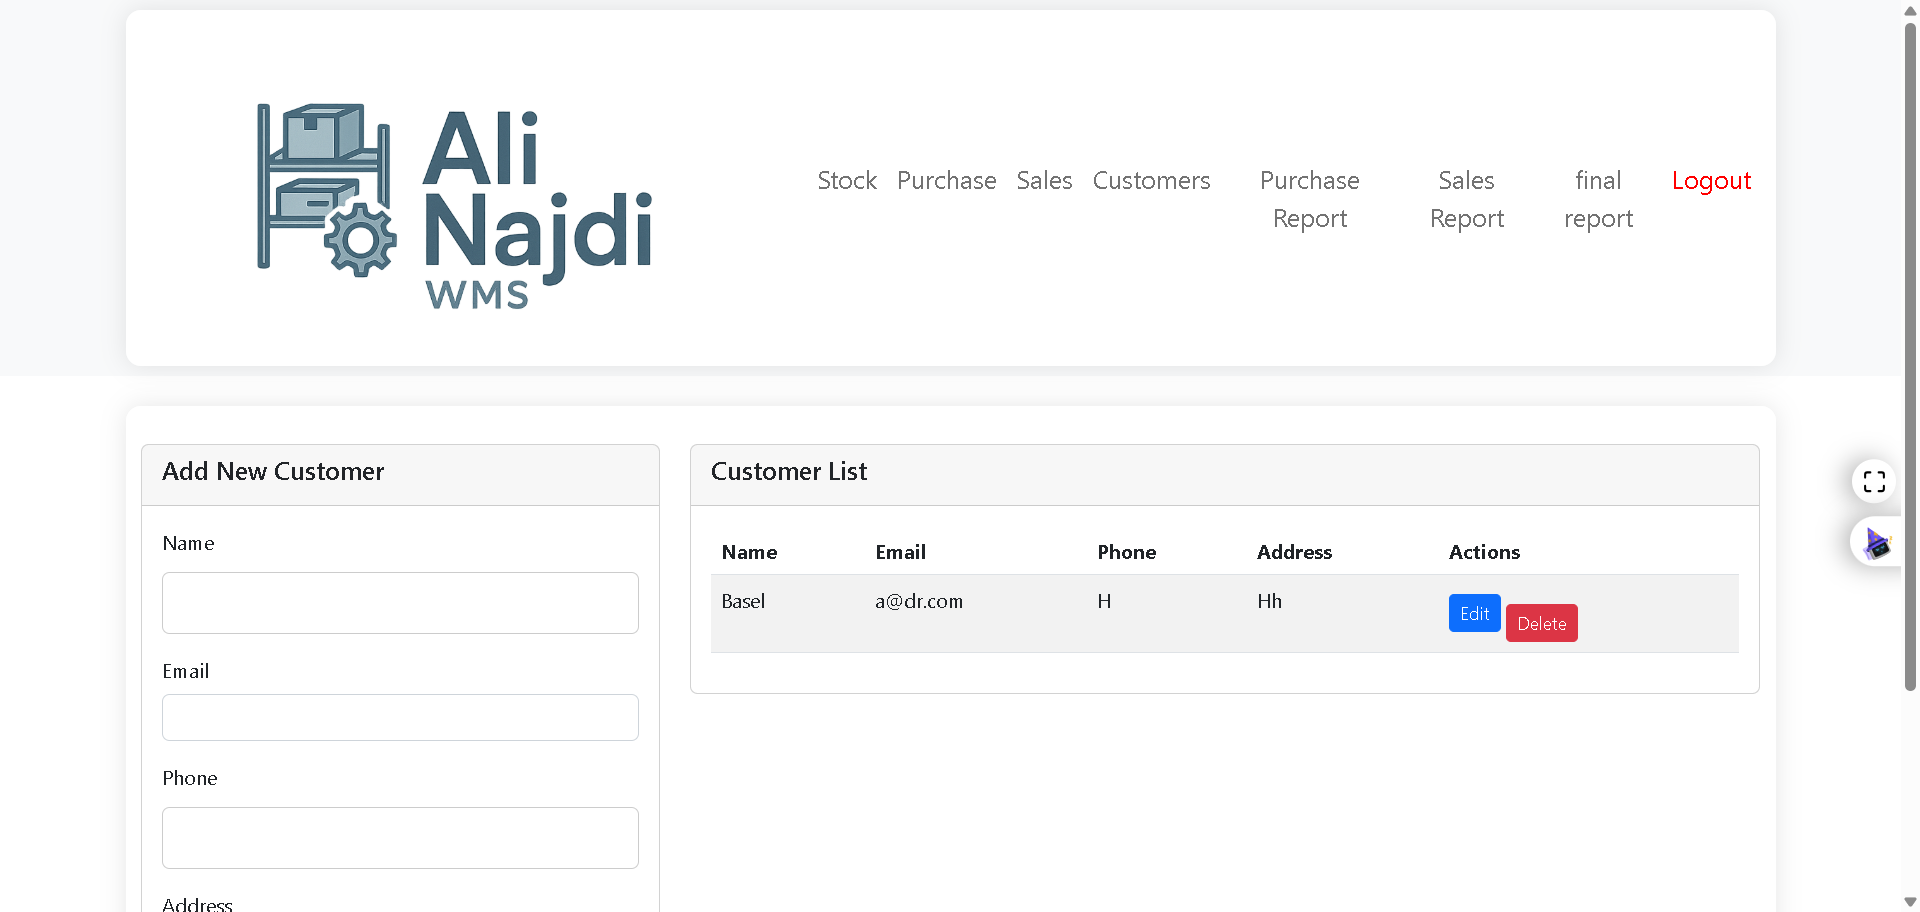 Ali
Najdi
WMS
Stock Purchase Sales Customers Purchase Report Sales Report final report Logout
Add New Customer
Name
Email
Phone
Address
Customer List
Name Email Phone Address Actions
Basel a@dr.com H Hh Edit Delete